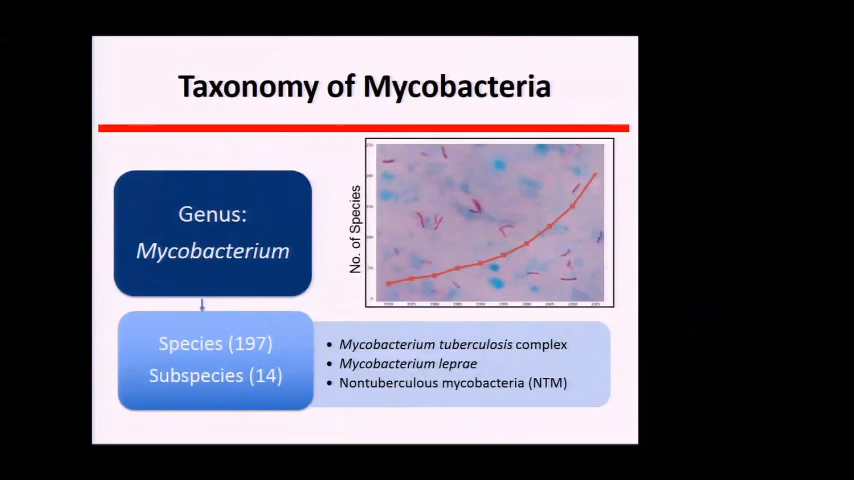 Taxonomy of Mycobacteria
Genus:
Mycobacterium
No. of Species
Species (197)
Subspecies (14)
• Mycobacterium tuberculosis complex
• Mycobacterium leprae
• Nontuberculous mycobacteria (NTM)